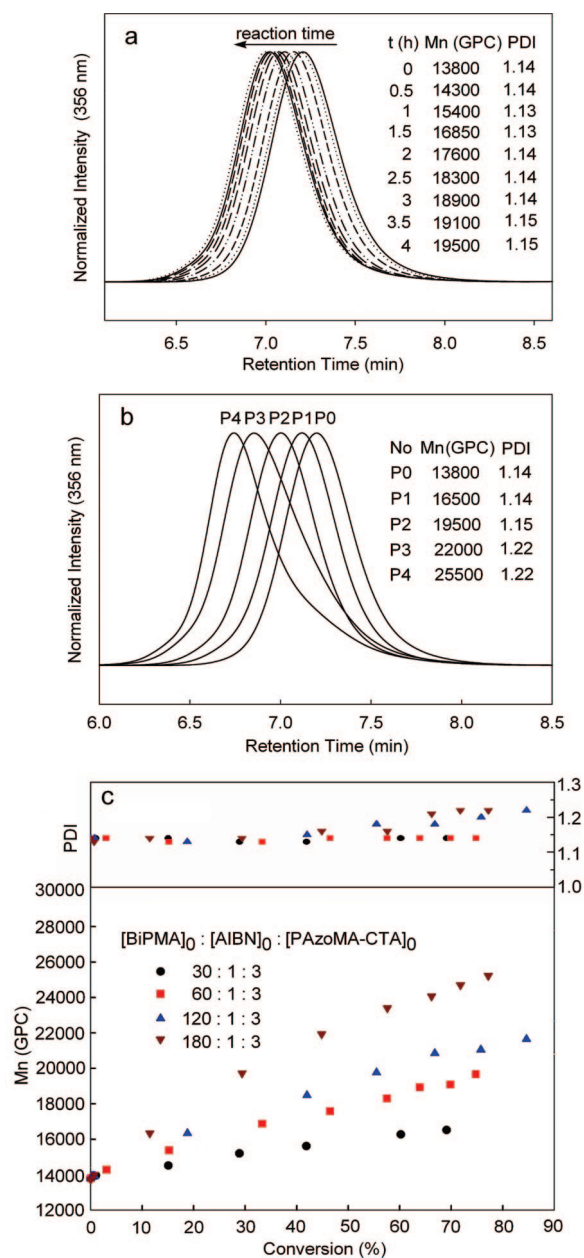 a
reaction time
t (h) Mn (GPC) PDI
0 13800 1.14
0.5 14300 1.14
1 15400 1.13
1.5 16850 1.13
2 17600 1.14
2.5 18300 1.14
3 18900 1.14
3.5 19100 1.15
4 19500 1.15
Normalized Intensity (356 nm)
6.5 7.0 7.5 8.0 8.5
Retention Time (min)
b
P4 P3 P2 P1 P0
No Mn(GPC) PDI
P0 13800 1.14
P1 16500 1.14
P2 19500 1.15
P3 22000 1.22
P4 25500 1.22
Normalized Intensity (356 nm)
6.0 6.5 7.0 7.5 8.0 8.5
Retention Time (min)
c
PDI
1.3
1.2
1.1
1.0
30000
28000
26000
24000
22000
20000
18000
16000
14000
12000
Mn (GPC)
[BiPMA]0 : [AIBN]0 : [PAzoMA-CTA]0
30 : 1 : 3
60 : 1 : 3
120 : 1 : 3
180 : 1 : 3
0 10 20 30 40 50 60 70 80 90
Conversion (%)